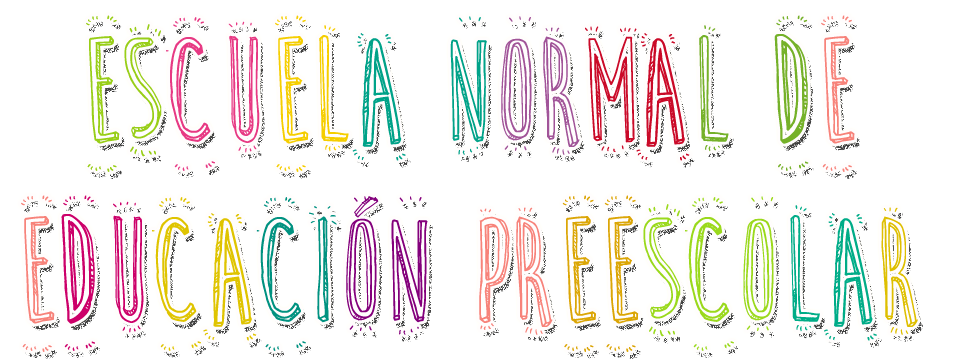 ESCUELA NORMAL DE
EDUCACIÓN PREESCOLAR